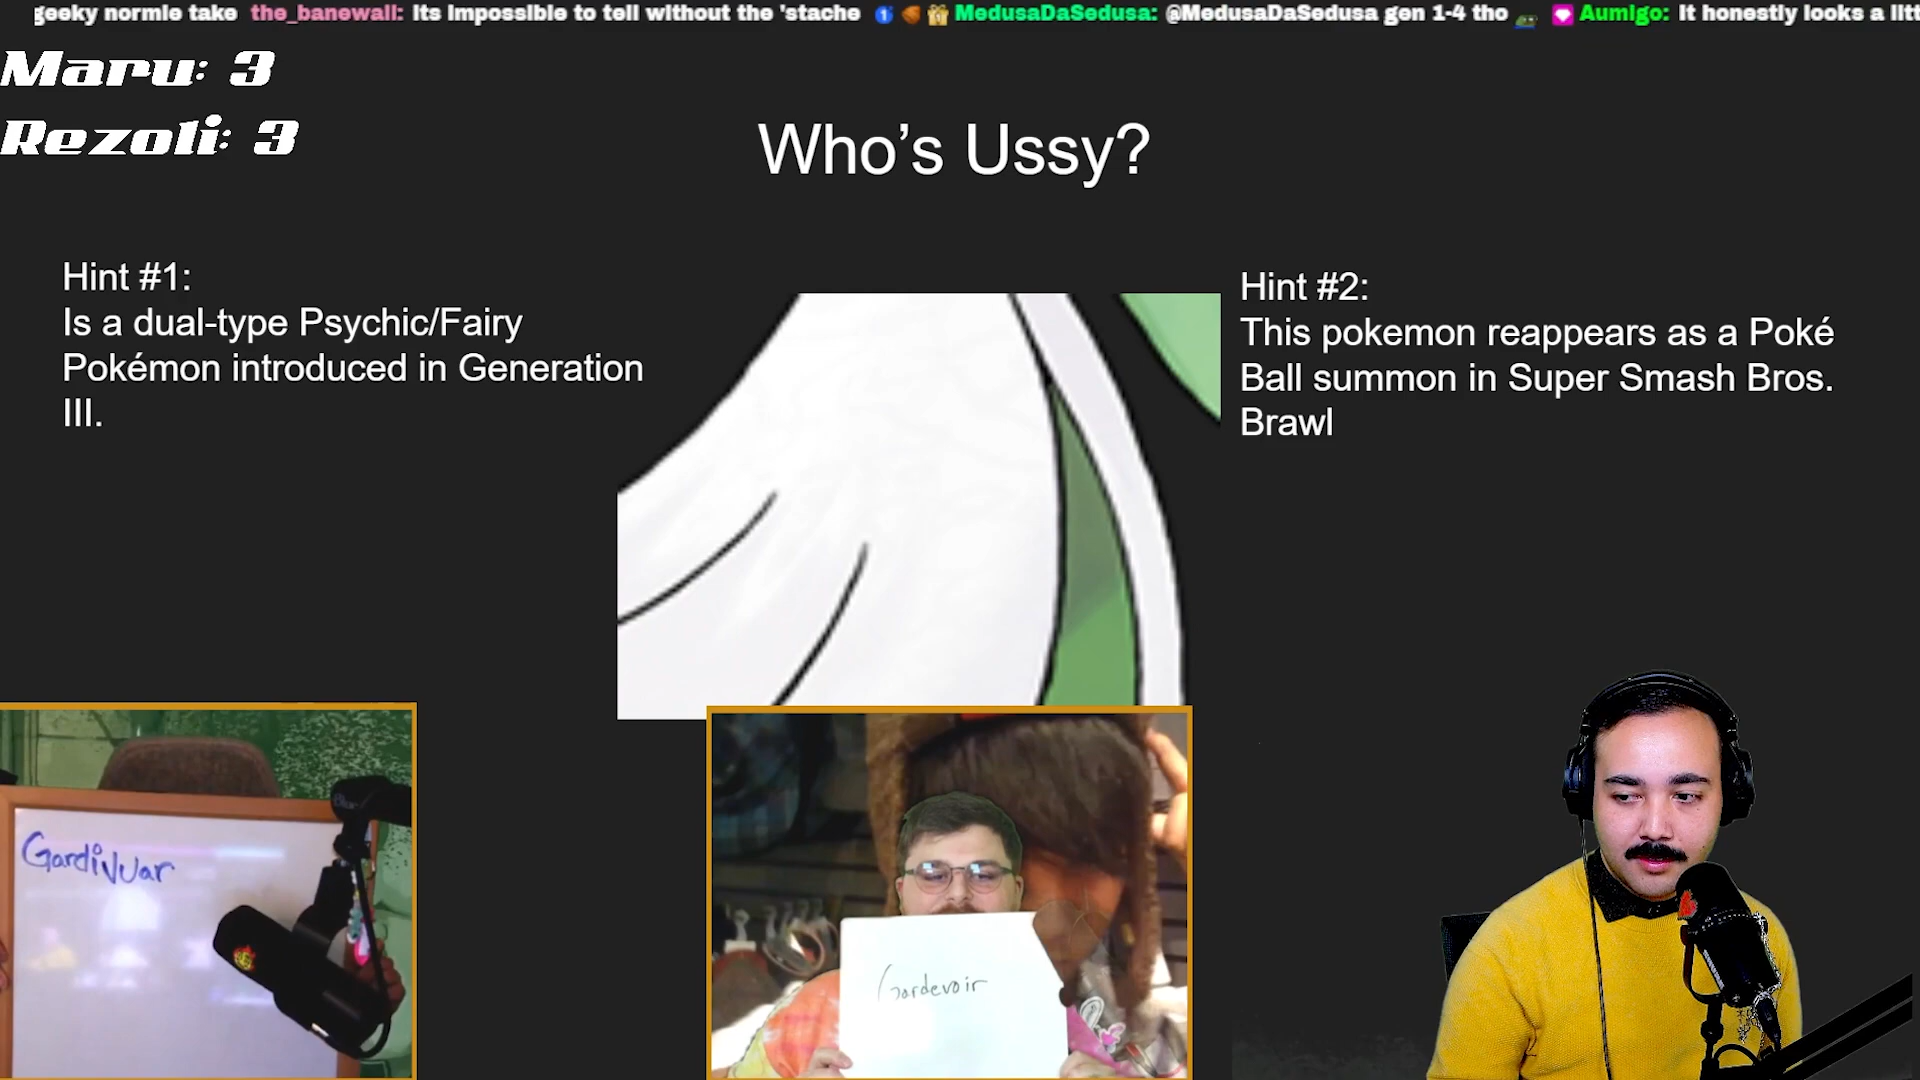 geeky normie take the_banewall: its impossible to tell without the 'stache MedusaDaSedusa: @MedusaDaSedusa gen 1-4 tho Aumigo: It honestly looks a litt
Maru: 3
Rezoli: 3
Who's Ussy?
Hint #1:
Is a dual-type Psychic/Fairy
Pokémon introduced in Generation
III.
Hint #2:
This pokemon reappears as a Poké
Ball summon in Super Smash Bros.
Brawl
Gardivuar
Gardevoir